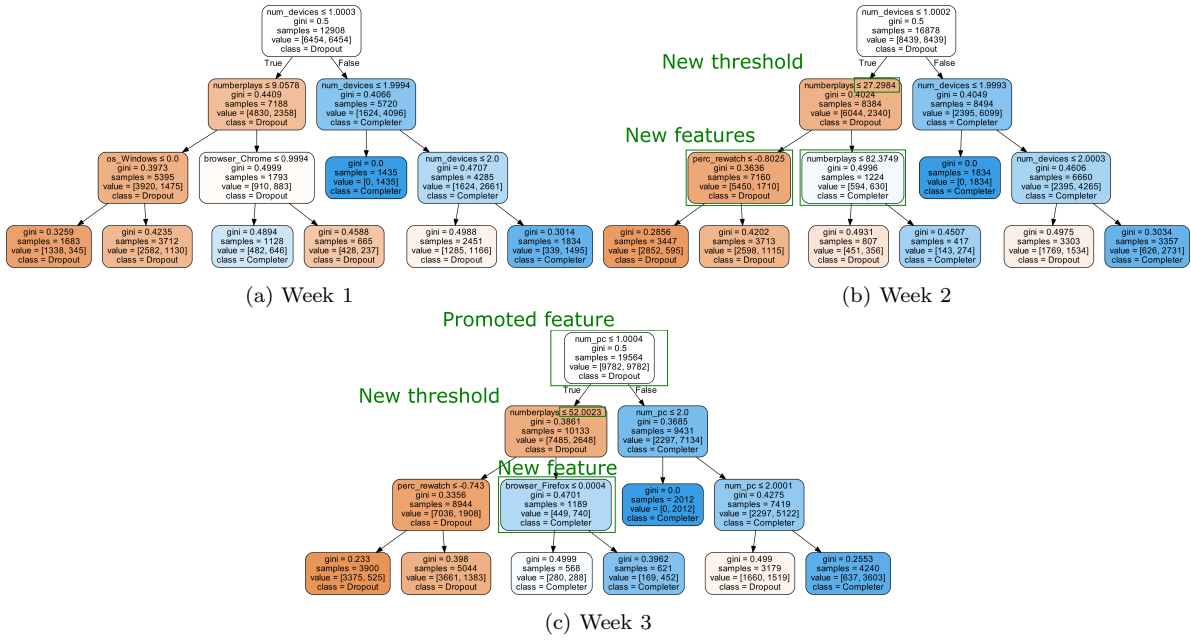 num_devices ≤ 1.0003
gini = 0.5
samples = 12908
value = [6454, 6454]
class = Dropout
True
False
numberplays ≤ 9.0578
gini = 0.4409
samples = 7188
value = [4830, 2358]
class = Dropout
num_devices ≤ 1.9994
gini = 0.4066
samples = 5720
value = [1624, 4096]
class = Completer
os_Windows ≤ 0.0
gini = 0.3973
samples = 5395
value = [3920, 1475]
class = Dropout
browser_Chrome ≤ 0.9994
gini = 0.4999
samples = 1793
value = [910, 883]
class = Dropout
gini = 0.0
samples = 1435
value = [0, 1435]
class = Completer
num_devices ≤ 2.0
gini = 0.4707
samples = 4285
value = [1624, 2661]
class = Completer
gini = 0.3259
samples = 1683
value = [1338, 345]
class = Dropout
gini = 0.4235
samples = 3712
value = [2582, 1130]
class = Dropout
gini = 0.4894
samples = 1128
value = [482, 646]
class = Completer
gini = 0.4588
samples = 665
value = [428, 237]
class = Dropout
gini = 0.4988
samples = 2451
value = [1285, 1166]
class = Dropout
gini = 0.3014
samples = 1834
value = [339, 1495]
class = Completer
(a) Week 1
num_devices ≤ 1.0002
gini = 0.5
samples = 16878
value = [8439, 8439]
class = Dropout
True
False
New threshold
numberplays ≤ 27.2984
gini = 0.4024
samples = 8384
value = [6044, 2340]
class = Dropout
num_devices ≤ 1.9993
gini = 0.4049
samples = 8494
value = [2395, 6099]
class = Completer
New features
perc_rewatch ≤ -0.8025
gini = 0.3636
samples = 7160
value = [5450, 1710]
class = Dropout
numberplays ≤ 82.3749
gini = 0.4996
samples = 1224
value = [594, 630]
class = Completer
gini = 0.0
samples = 1834
value = [0, 1834]
class = Completer
num_devices ≤ 2.0003
gini = 0.4606
samples = 6660
value = [2395, 4265]
class = Completer
gini = 0.2856
samples = 3447
value = [2852, 595]
class = Dropout
gini = 0.4202
samples = 3713
value = [2598, 1115]
class = Dropout
gini = 0.4931
samples = 807
value = [451, 356]
class = Dropout
gini = 0.4507
samples = 417
value = [143, 274]
class = Completer
gini = 0.4975
samples = 3303
value = [1769, 1534]
class = Dropout
gini = 0.3034
samples = 3357
value = [626, 2731]
class = Completer
(b) Week 2
Promoted feature
num_pc ≤ 1.0004
gini = 0.5
samples = 19564
value = [9782, 9782]
class = Dropout
True
False
New threshold
numberplays ≤ 52.0023
gini = 0.3861
samples = 10133
value = [7485, 2648]
class = Dropout
num_pc ≤ 2.0
gini = 0.3685
samples = 9431
value = [2297, 7134]
class = Completer
New feature
perc_rewatch ≤ -0.743
gini = 0.3356
samples = 8944
value = [7036, 1908]
class = Dropout
browser_Firefox ≤ 0.0004
gini = 0.4701
samples = 1189
value = [449, 740]
class = Completer
gini = 0.0
samples = 2012
value = [0, 2012]
class = Completer
num_pc ≤ 2.0001
gini = 0.4275
samples = 7419
value = [2297, 5122]
class = Completer
gini = 0.233
samples = 3900
value = [3375, 525]
class = Dropout
gini = 0.398
samples = 5044
value = [3661, 1383]
class = Dropout
gini = 0.4999
samples = 568
value = [280, 288]
class = Completer
gini = 0.3962
samples = 621
value = [169, 452]
class = Completer
gini = 0.499
samples = 3179
value = [1660, 1519]
class = Dropout
gini = 0.2553
samples = 4240
value = [637, 3603]
class = Completer
(c) Week 3